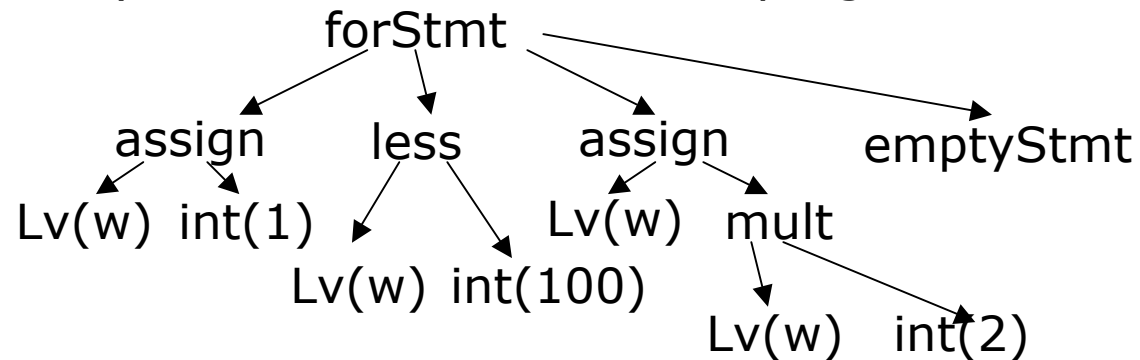 forStmt
assign less assign emptyStmt
Lv(w) int(1) Lv(w) mult
Lv(w) int(100)
Lv(w) int(2)